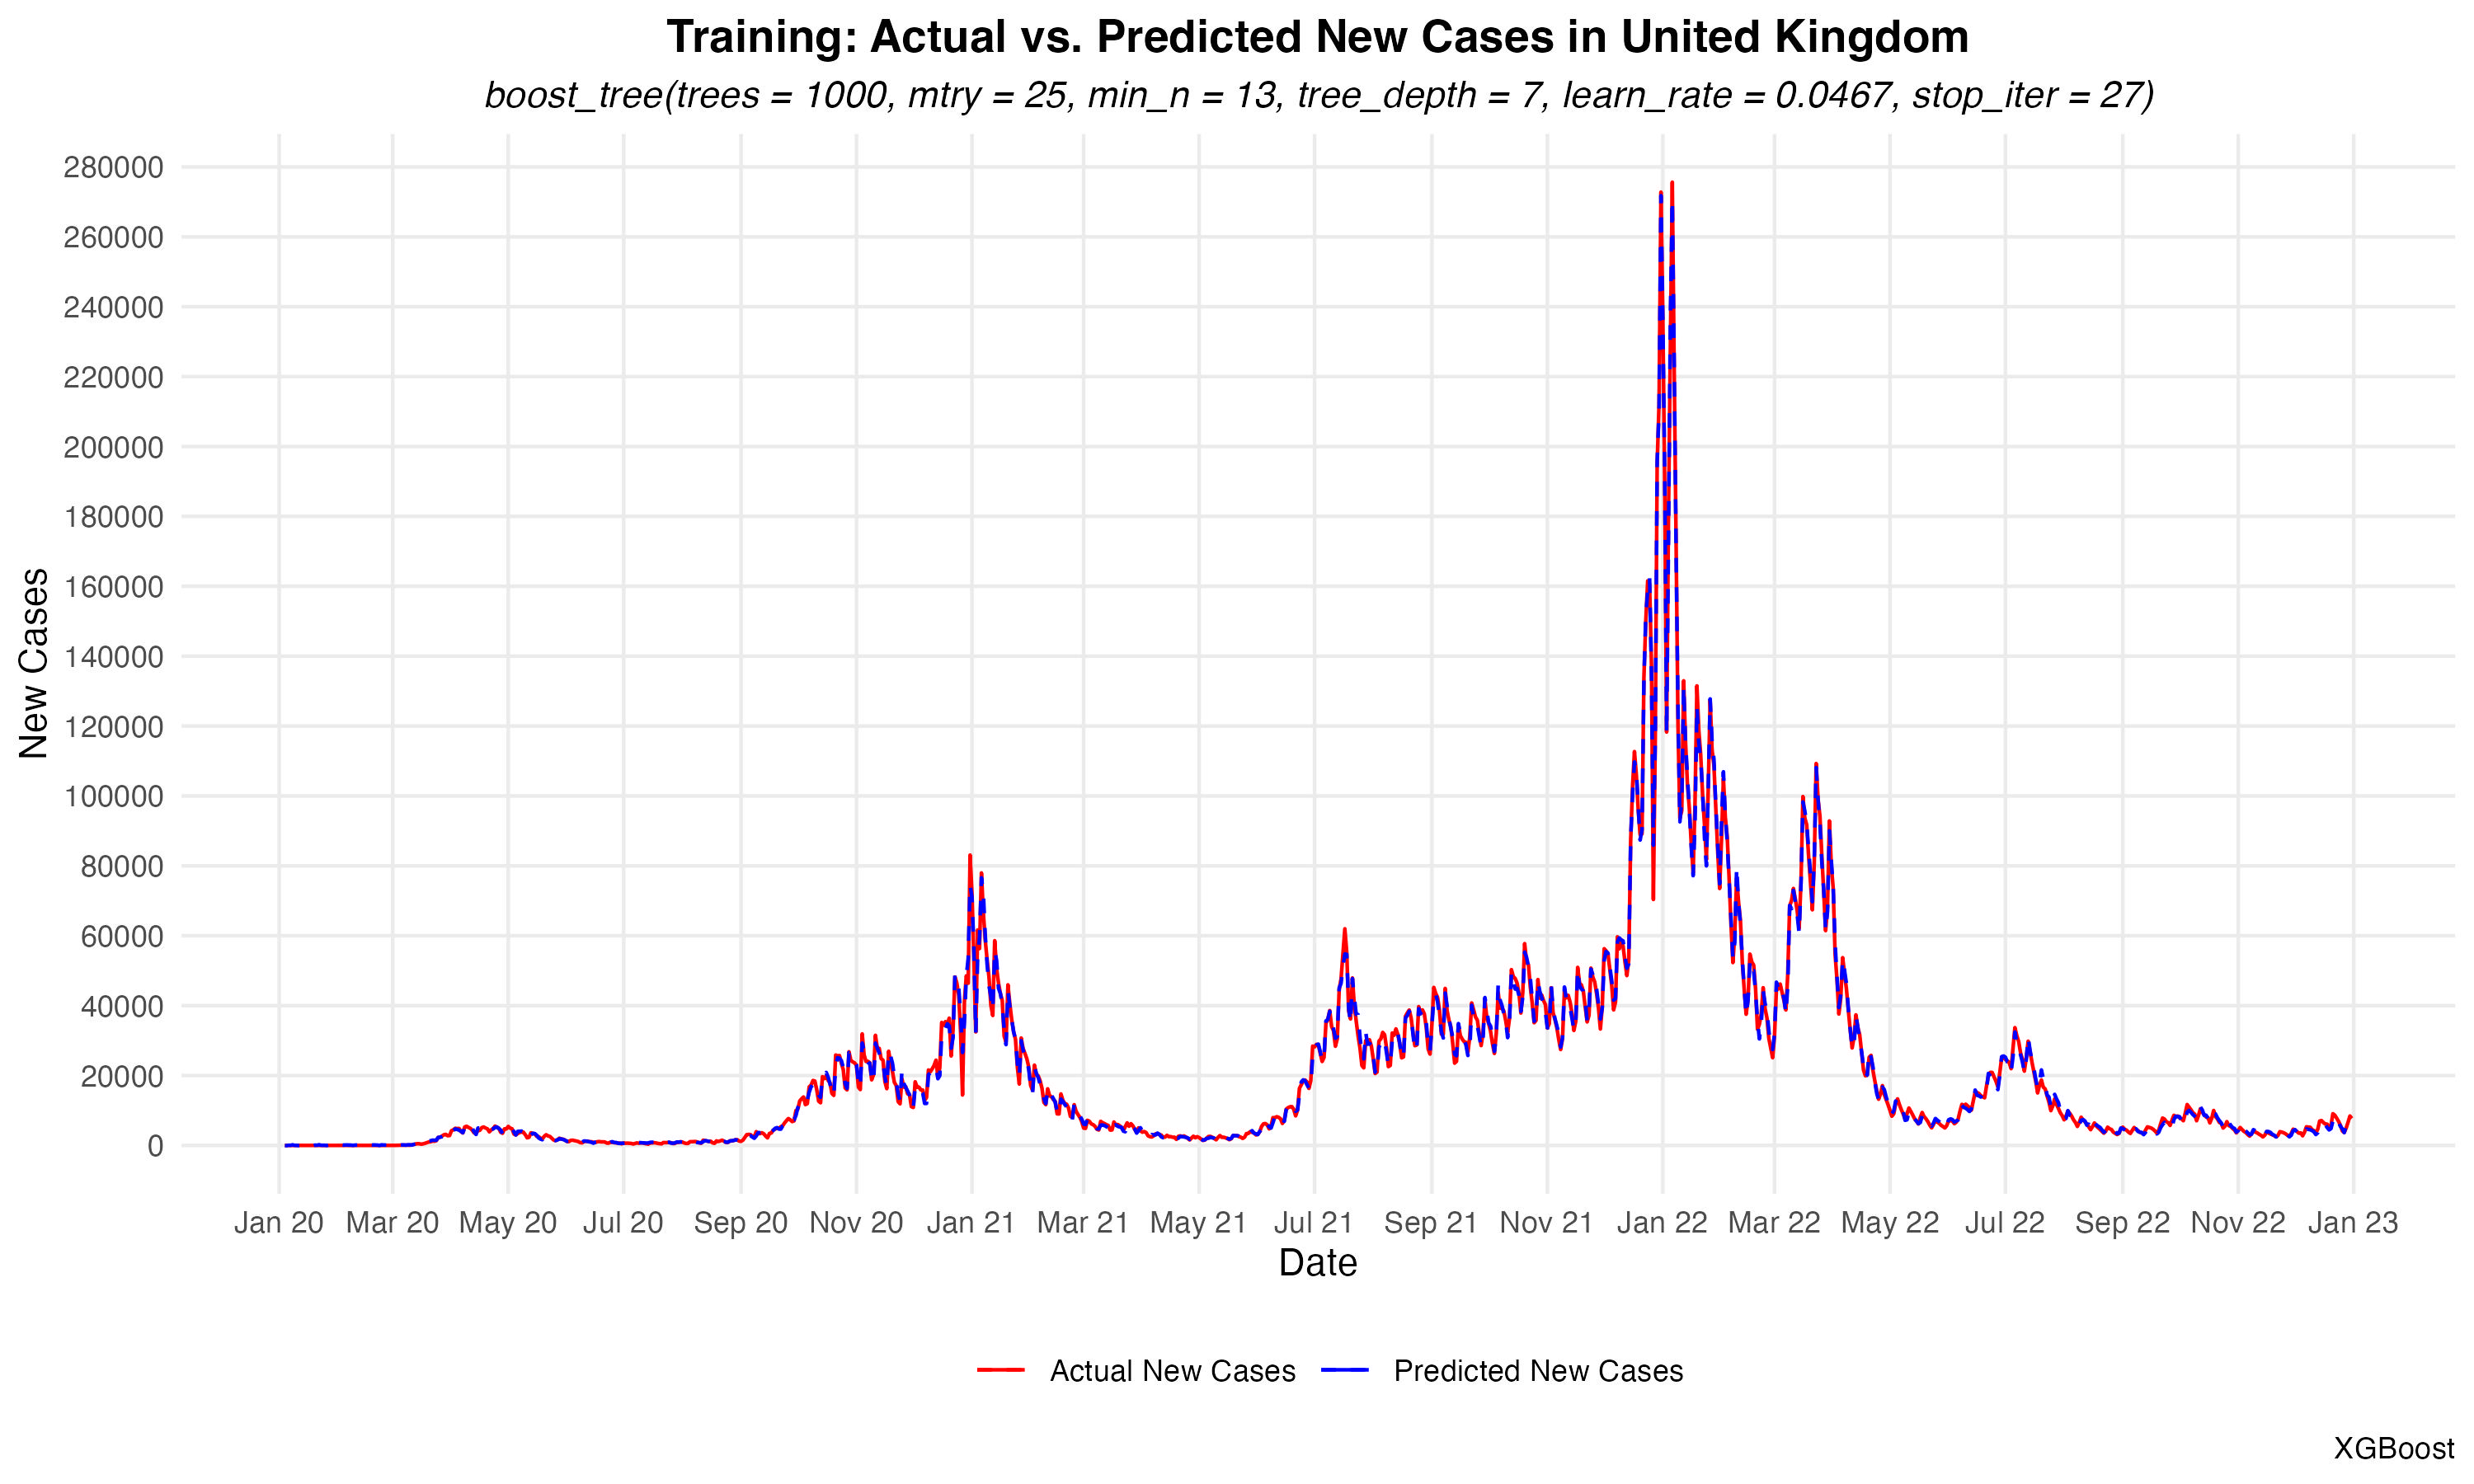 Training: Actual vs. Predicted New Cases in United Kingdom
boost_tree(trees = 1000, mtry = 25, min_n = 13, tree_depth = 7, learn_rate = 0.0467, stop_iter = 27)
New Cases
280000
260000
240000
220000
200000
180000
160000
140000
120000
100000
80000
60000
40000
20000
0
Jan 20 Mar 20 May 20 Jul 20 Sep 20 Nov 20 Jan 21 Mar 21 May 21 Jul 21 Sep 21 Nov 21 Jan 22 Mar 22 May 22 Jul 22 Sep 22 Nov 22 Jan 23
Date
Actual New Cases Predicted New Cases
XGBoost